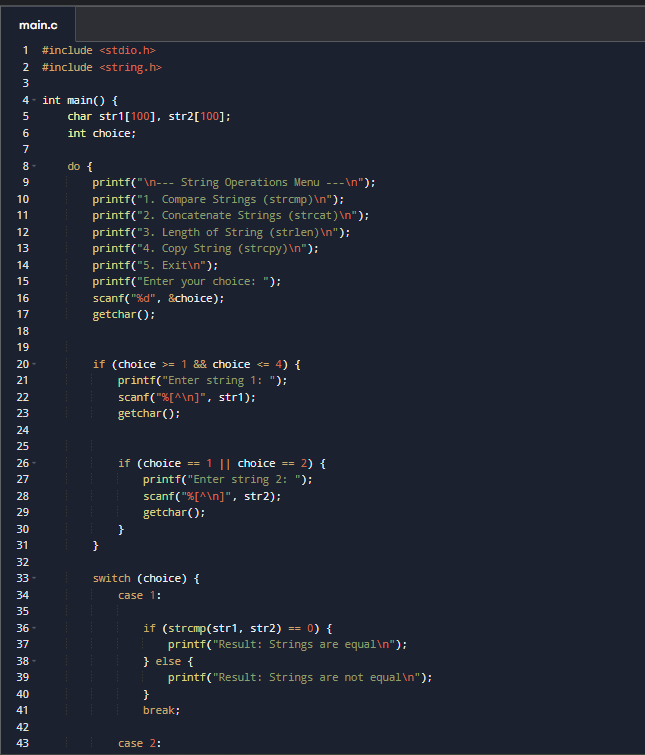 main.c
1 #include <stdio.h>
2 #include <string.h>
3
4 int main() {
5     char str1[100], str2[100];
6     int choice;
7
8     do {
9         printf("\n--- String Operations Menu ---\n");
10         printf("1. Compare Strings (strcmp)\n");
11         printf("2. Concatenate Strings (strcat)\n");
12         printf("3. Length of String (strlen)\n");
13         printf("4. Copy String (strcpy)\n");
14         printf("5. Exit\n");
15         printf("Enter your choice: ");
16         scanf("%d", &choice);
17         getchar();
18
19
20         if (choice >= 1 && choice <= 4) {
21             printf("Enter string 1: ");
22             scanf("%[^\n]", str1);
23             getchar();
24
25
26             if (choice == 1 || choice == 2) {
27                 printf("Enter string 2: ");
28                 scanf("%[^\n]", str2);
29                 getchar();
30             }
31         }
32
33         switch (choice) {
34             case 1:
35
36                 if (strcmp(str1, str2) == 0) {
37                     printf("Result: Strings are equal\n");
38                 } else {
39                     printf("Result: Strings are not equal\n");
40                 }
41                 break;
42
43             case 2: